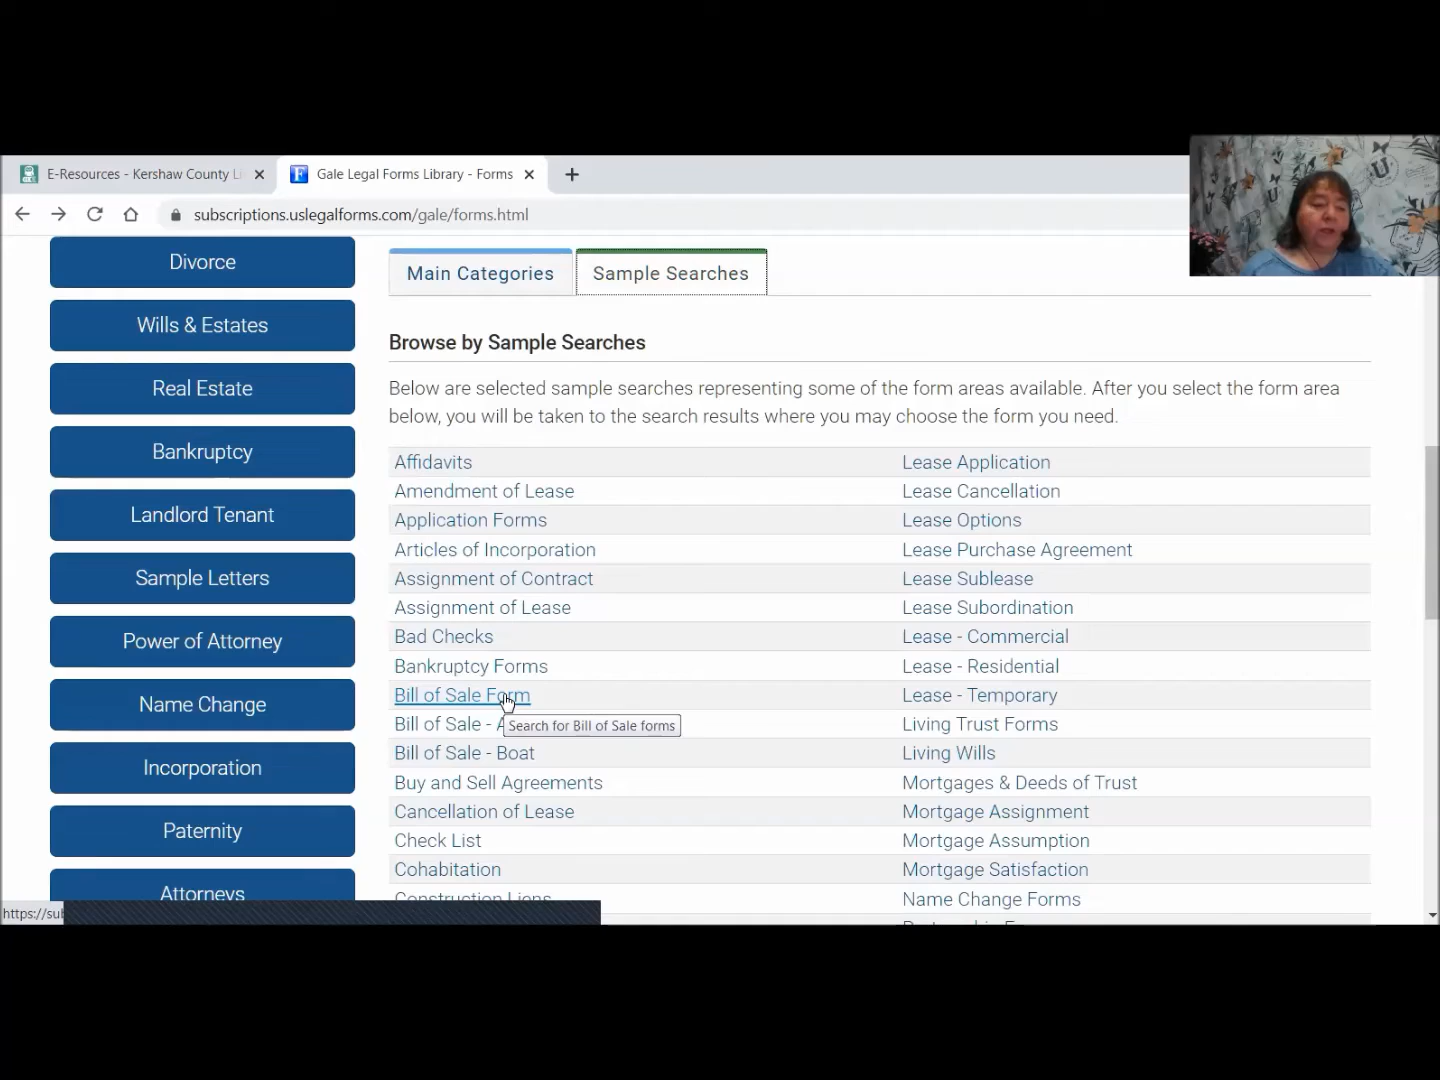 E-Resources - Kershaw County L
Gale Legal Forms Library - Forms
subscriptions.uslegalforms.com/gale/forms.html
Divorce
Wills & Estates
Real Estate
Bankruptcy
Landlord Tenant
Sample Letters
Power of Attorney
Name Change
Incorporation
Paternity
Attorneys
Main Categories
Sample Searches
Browse by Sample Searches
Below are selected sample searches representing some of the form areas available. After you select the form area
below, you will be taken to the search results where you may choose the form you need.
Affidavits
Amendment of Lease
Application Forms
Articles of Incorporation
Assignment of Contract
Assignment of Lease
Bad Checks
Bankruptcy Forms
Bill of Sale Form
Bill of Sale - A
Search for Bill of Sale forms
Bill of Sale - Boat
Buy and Sell Agreements
Cancellation of Lease
Check List
Cohabitation
Construction Liens
Lease Application
Lease Cancellation
Lease Options
Lease Purchase Agreement
Lease Sublease
Lease Subordination
Lease - Commercial
Lease - Residential
Lease - Temporary
Living Trust Forms
Living Wills
Mortgages & Deeds of Trust
Mortgage Assignment
Mortgage Assumption
Mortgage Satisfaction
Name Change Forms
https://sub